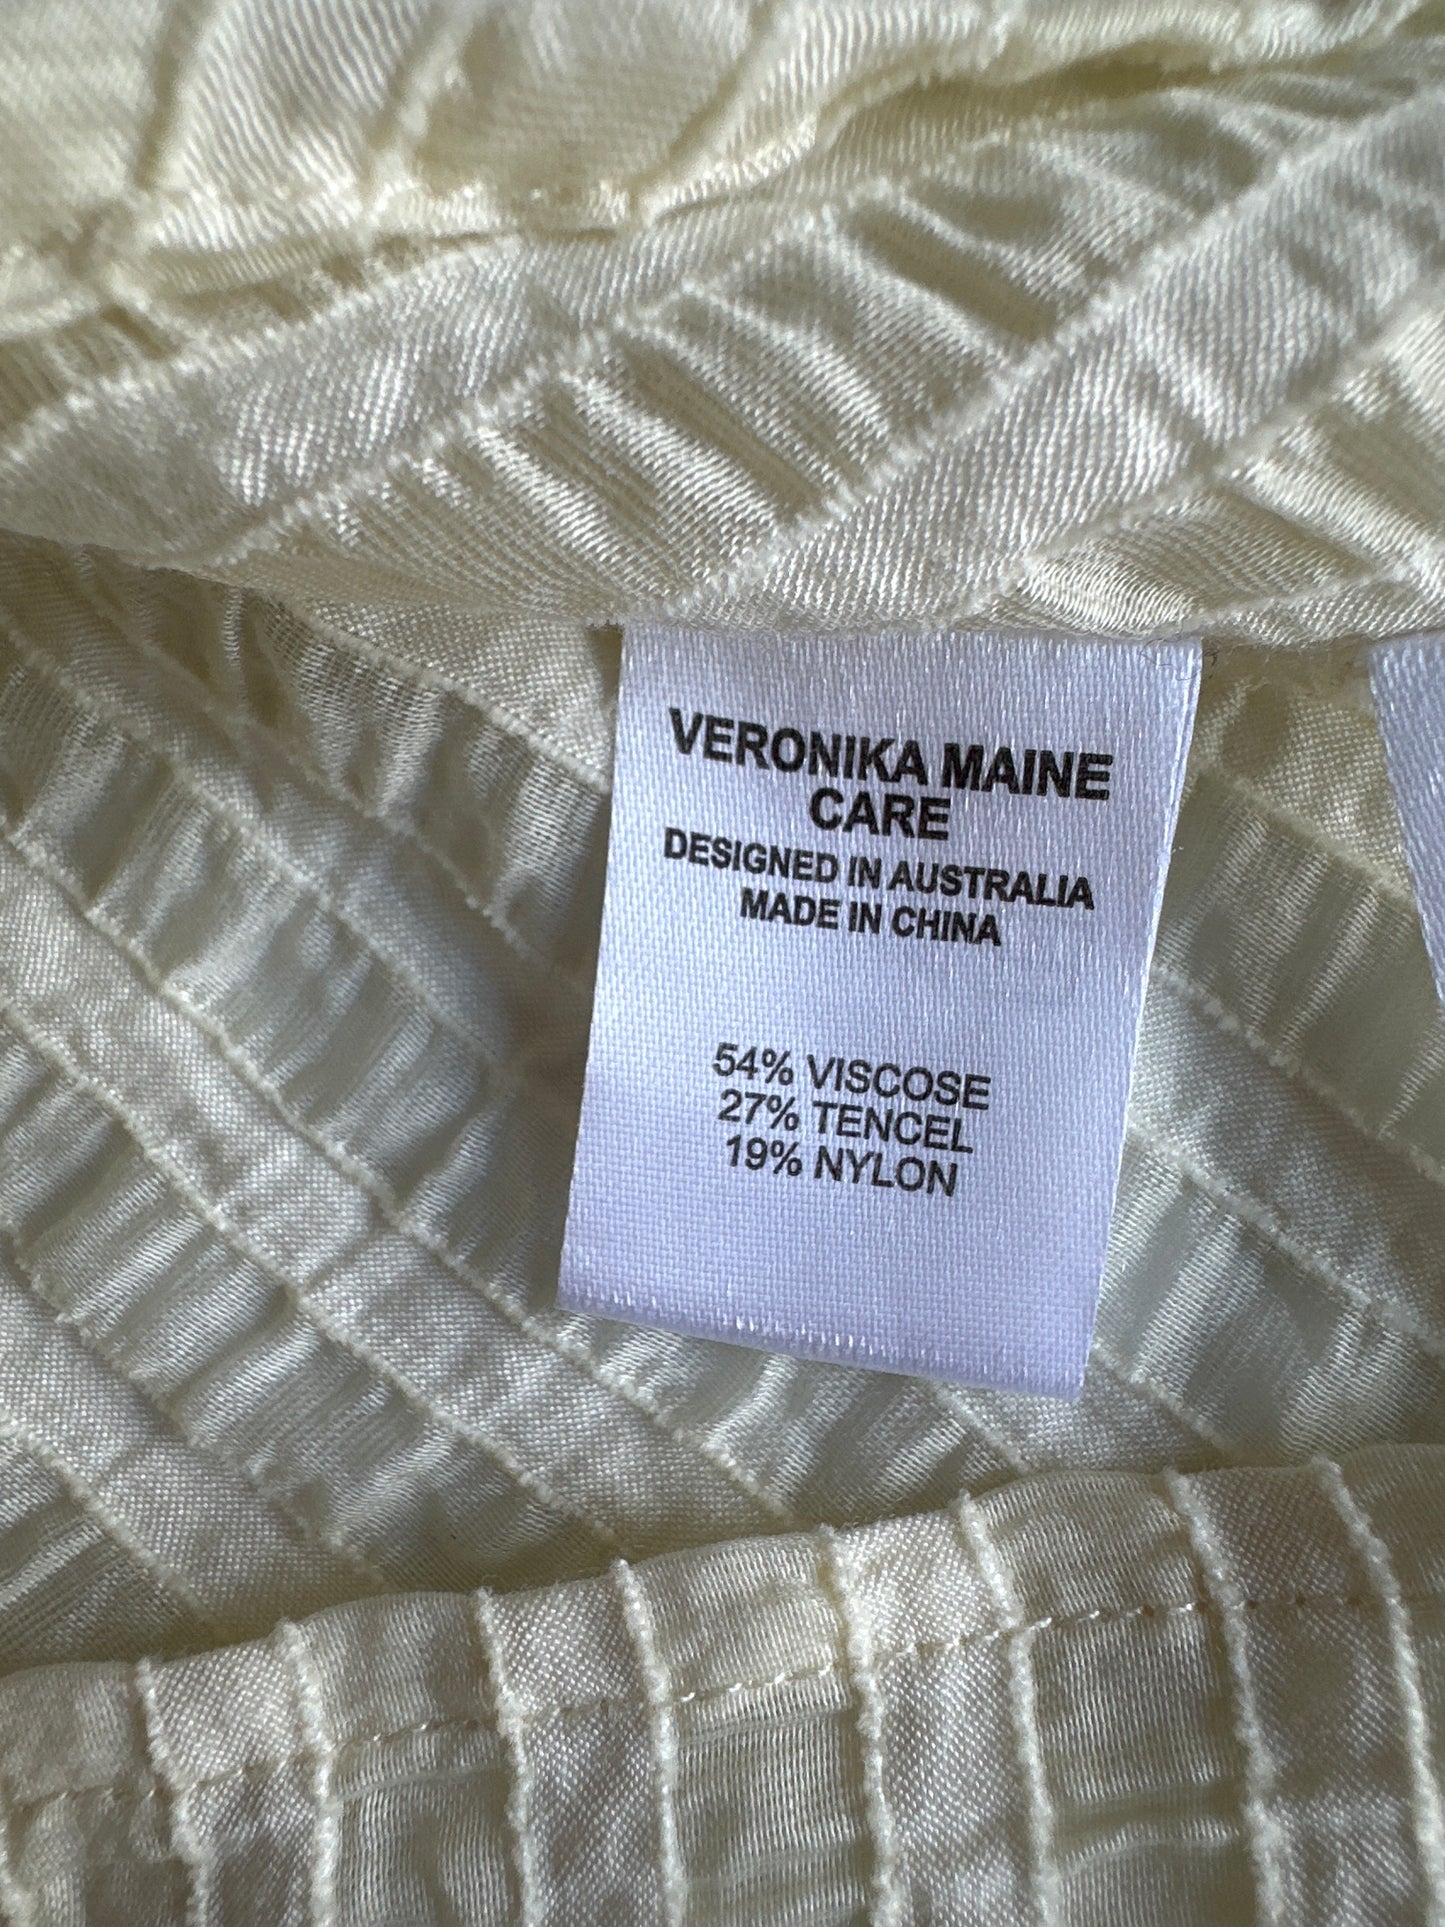 VERONIKA MAINE
CARE
DESIGNED IN AUSTRALIA
MADE IN CHINA
54% VISCOSE
27% TENCEL
19% NYLON